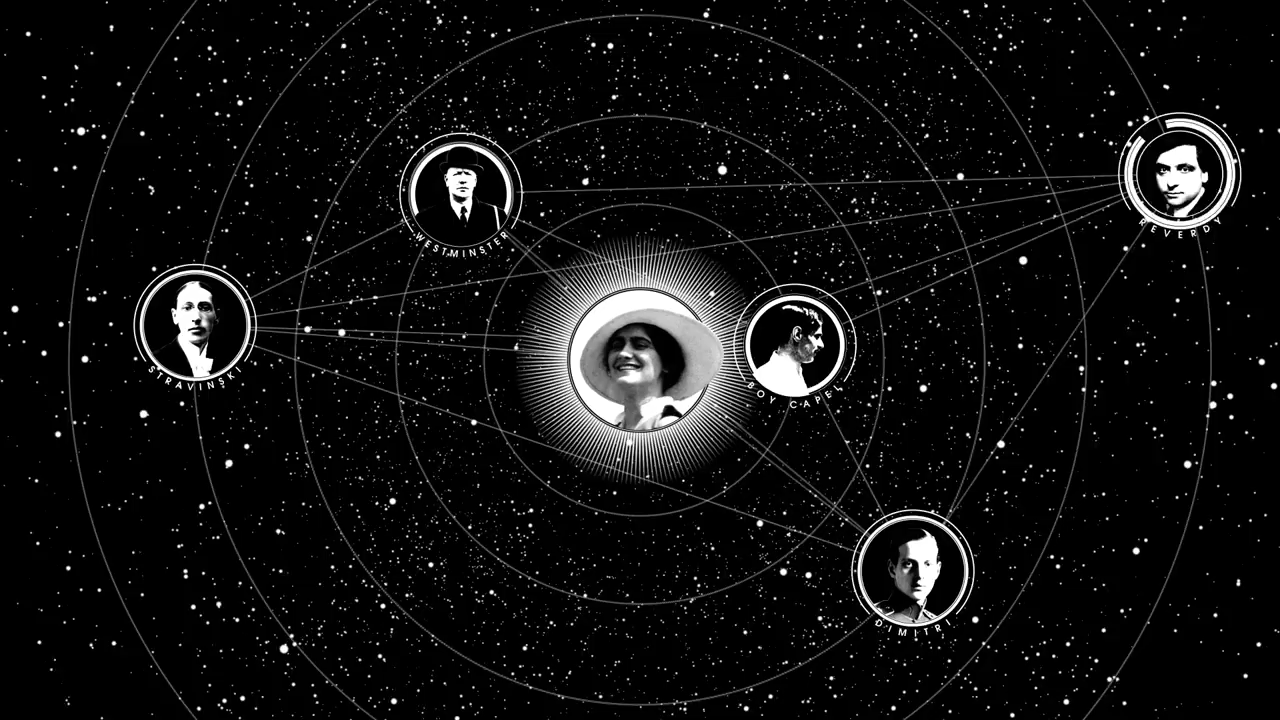 WESTMINSTER
REVERDY
STRAVINSKI
BOY CAPEL
DIMITRI